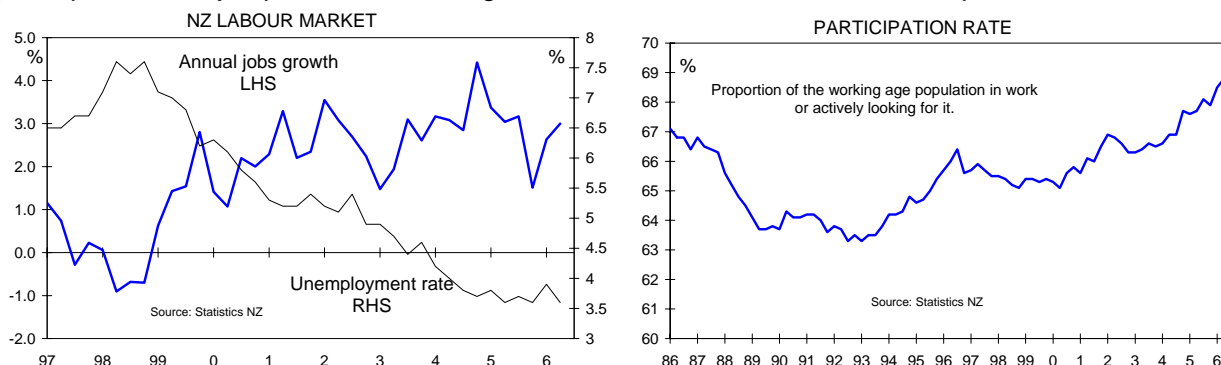 NZ LABOUR MARKET
5.0
4.0
3.0
2.0
1.0
0.0
-1.0
-2.0
%
Annual jobs growth
LHS
%
8
7.5
7
6.5
6
5.5
5
4.5
4
3.5
3
Unemployment rate
RHS
Source: Statistics NZ
97 98 99 0 1 2 3 4 5 6
PARTICIPATION RATE
70
69
68
67
66
65
64
63
62
61
60
%
Proportion of the working age population in work
or actively looking for it.
Source: Statistics NZ
86 87 88 89 90 91 92 93 94 95 96 97 98 99 0 1 2 3 4 5 6